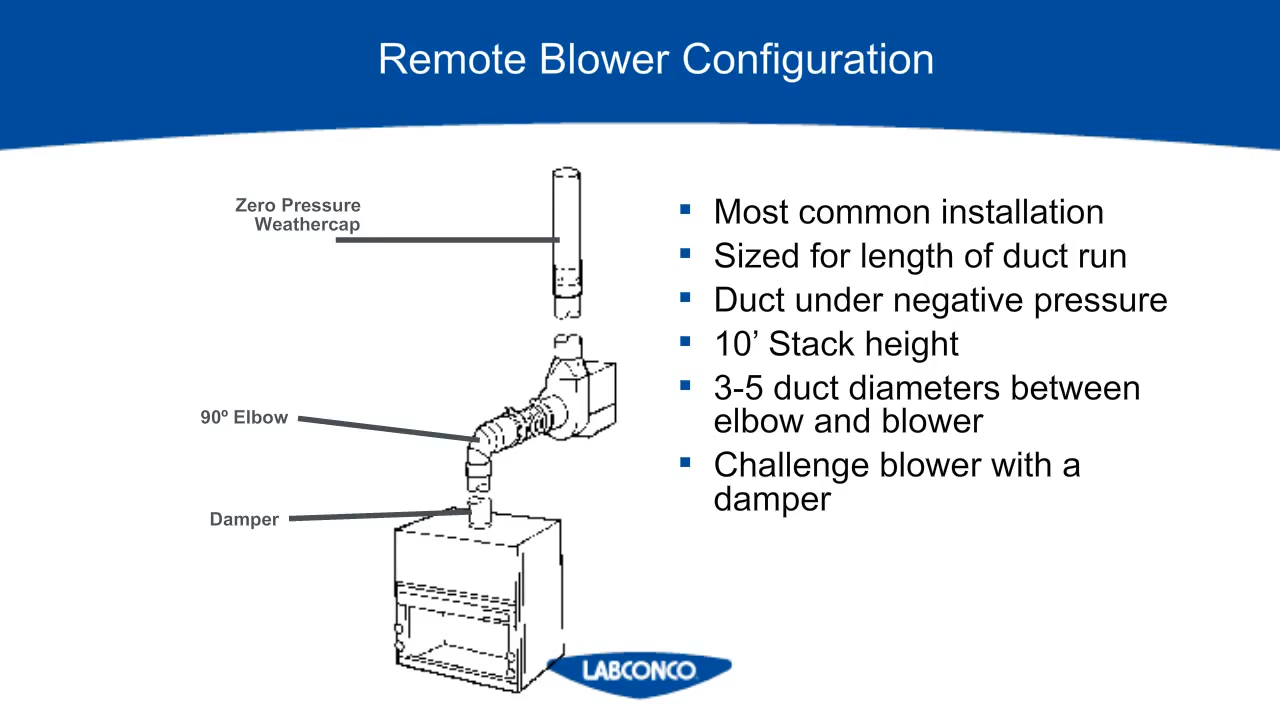 Remote Blower Configuration
Zero Pressure
Weathercap
90º Elbow
Damper
▪ Most common installation
▪ Sized for length of duct run
▪ Duct under negative pressure
▪ 10’ Stack height
▪ 3-5 duct diameters between
elbow and blower
▪ Challenge blower with a
damper
LABCONCO